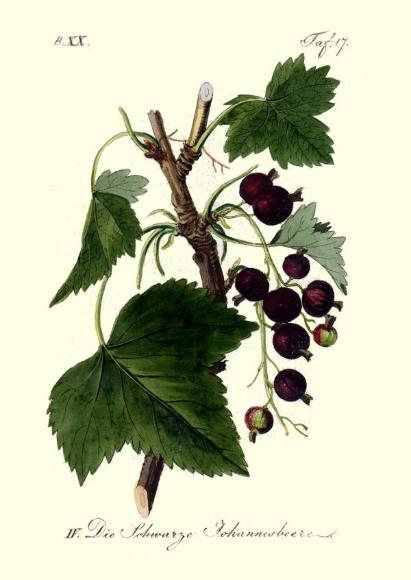 B. XX.
Taf. 17.
IV. Die Schwarze Johannisbeere.